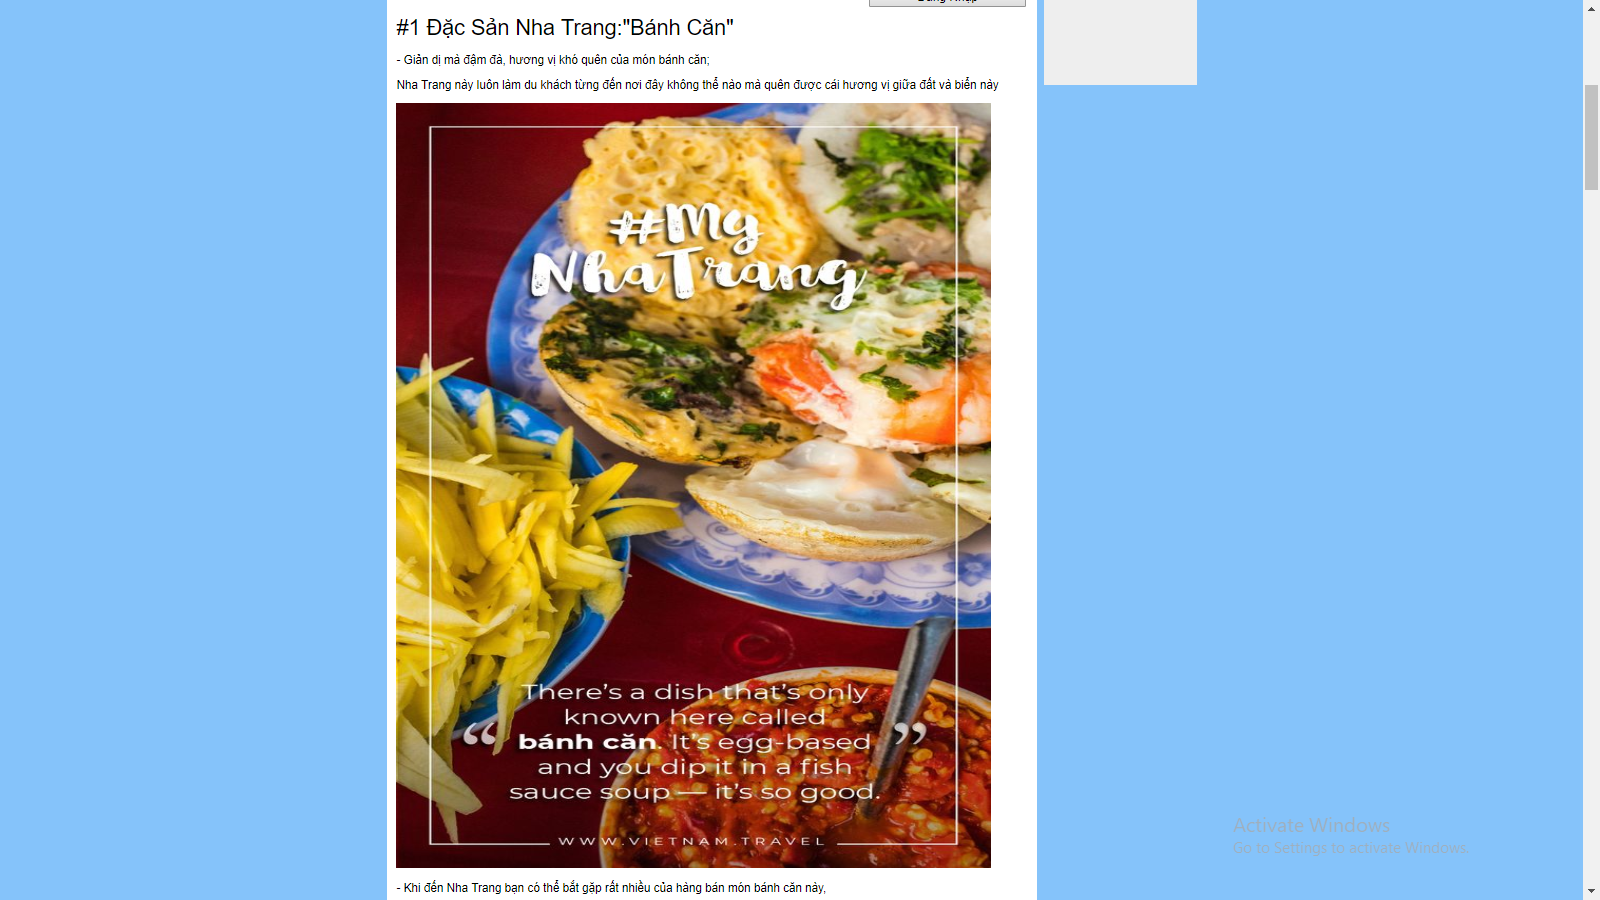 #1 Đặc Sản Nha Trang:"Bánh Căn"
- Giản dị mà đậm đà, hương vị khó quên của món bánh căn;
Nha Trang này luôn làm du khách từng đến nơi đây không thể nào mà quên được cái hương vị giữa đất và biển này
#My
NhaTrang
There's a dish that's only
known here called
“ bánh căn. It's egg-based ”
and you dip it in a fish
sauce soup — it's so good.
WWW.VIETNAM.TRAVEL
Activate Windows
Go to Settings to activate Windows.
- Khi đến Nha Trang bạn có thể bắt gặp rất nhiều của hàng bán món bánh căn này,